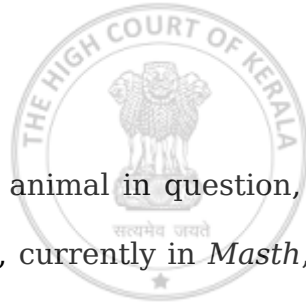 THE HIGH COURT OF KERALA
सत्यमेव जयते
animal in question,
, currently in Masth,